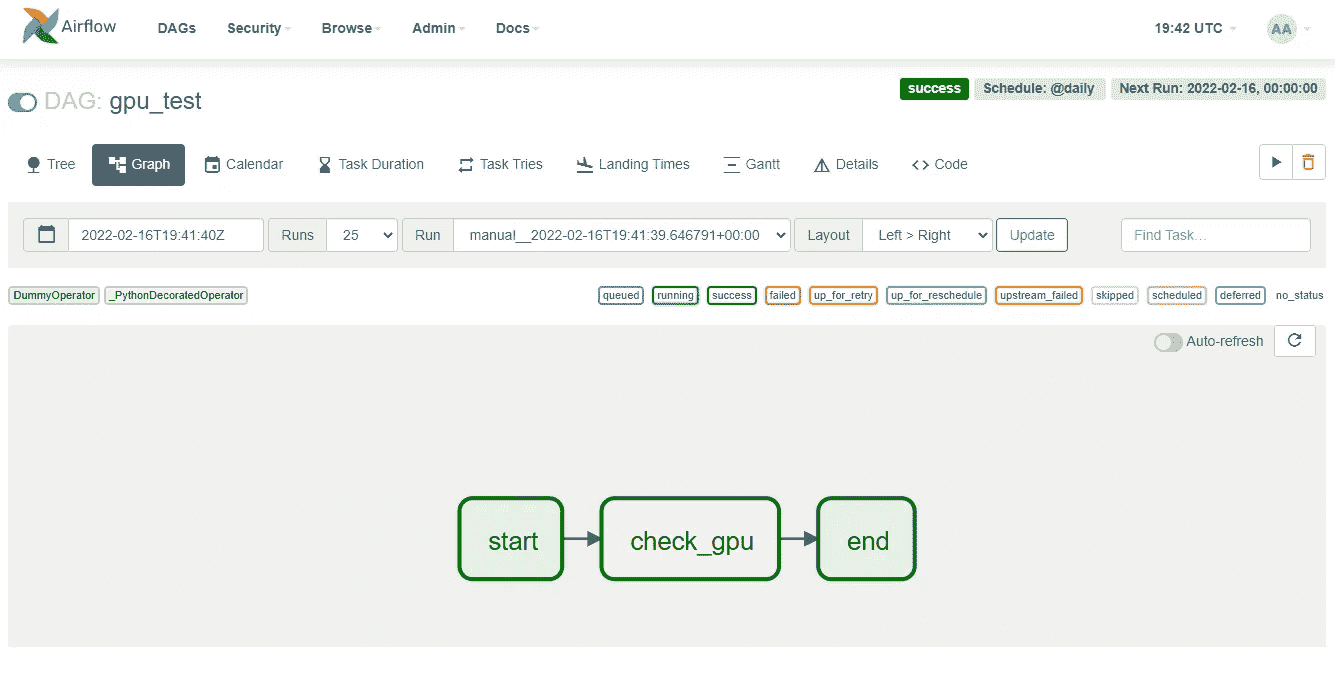 Airflow DAGs Security Browse Admin Docs 19:42 UTC AA
DAG: gpu_test success Schedule: @daily Next Run: 2022-02-16, 00:00:00
Tree Graph Calendar Task Duration Task Tries Landing Times Gantt Details Code
2022-02-16T19:41:40Z Runs 25 Run manual__2022-02-16T19:41:39.646791+00:00 Layout Left > Right Update Find Task...
DummyOperator _PythonDecoratedOperator queued running success failed up_for_retry up_for_reschedule upstream_failed skipped scheduled deferred no_status
Auto-refresh
start check_gpu end